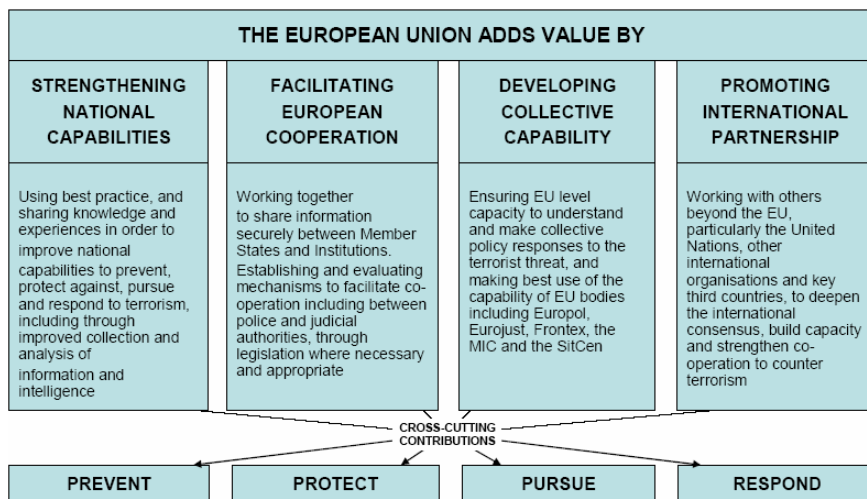 THE EUROPEAN UNION ADDS VALUE BY
STRENGTHENING
NATIONAL
CAPABILITIES
FACILITATING
EUROPEAN
COOPERATION
DEVELOPING
COLLECTIVE
CAPABILITY
PROMOTING
INTERNATIONAL
PARTNERSHIP
Using best practice, and
sharing knowledge and
experiences in order to
improve national
capabilities to prevent,
protect against, pursue
and respond to terrorism,
including through
improved collection and
analysis of
information and
intelligence
Working together
to share information
securely between Member
States and Institutions.
Establishing and evaluating
mechanisms to facilitate co-
operation including between
police and judicial
authorities, through
legislation where necessary
and appropriate
Ensuring EU level
capacity to understand
and make collective
policy responses to the
terrorist threat, and
making best use of the
capability of EU bodies
including Europol,
Eurojust, Frontex, the
MIC and the SitCen
Working with others
beyond the EU,
particularly the United
Nations, other
international
organisations and key
third countries, to deepen
the international
consensus, build capacity
and strengthen co-
operation to counter
terrorism
CROSS-CUTTING
CONTRIBUTIONS
PREVENT
PROTECT
PURSUE
RESPOND